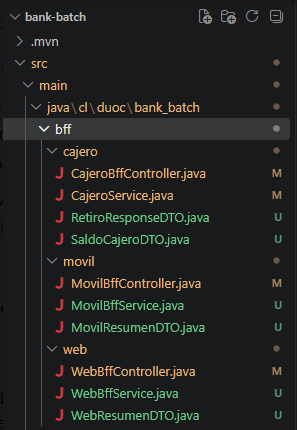 bank-batch
.mvn
src
main
java\cl\duoc\bank_batch
bff
cajero
J CajeroBffController.java M
J CajeroService.java M
J RetiroResponseDTO.java U
J SaldoCajeroDTO.java U
movil
J MovilBffController.java M
J MovilBffService.java U
J MovilResumenDTO.java U
web
J WebBffController.java M
J WebBffService.java U
J WebResumenDTO.java U